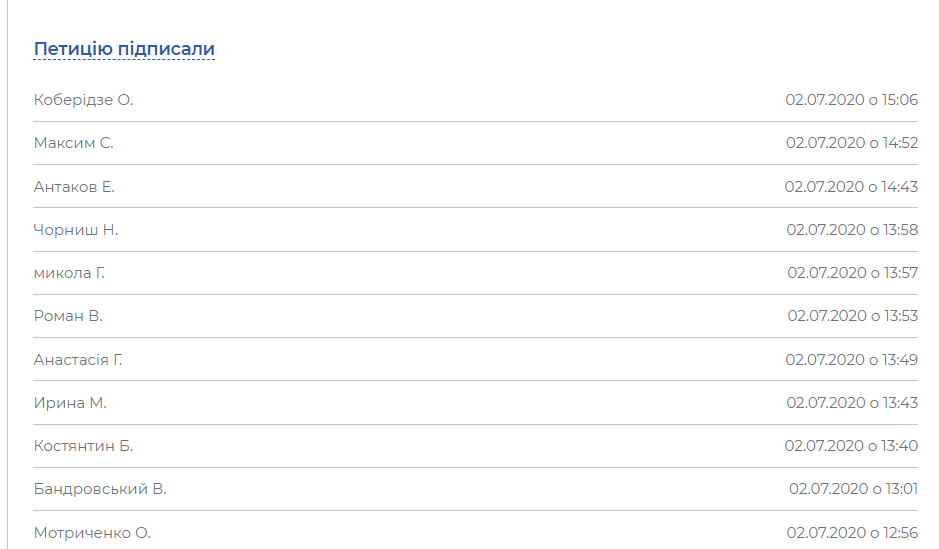 Петицію підписали
Коберідзе О. 02.07.2020 о 15:06
Максим С. 02.07.2020 о 14:52
Антаков Е. 02.07.2020 о 14:43
Чорниш Н. 02.07.2020 о 13:58
микола Г. 02.07.2020 о 13:57
Роман В. 02.07.2020 о 13:53
Анастасія Г. 02.07.2020 о 13:49
Ирина М. 02.07.2020 о 13:43
Костянтин Б. 02.07.2020 о 13:40
Бандровський В. 02.07.2020 о 13:01
Мотриченко О. 02.07.2020 о 12:56